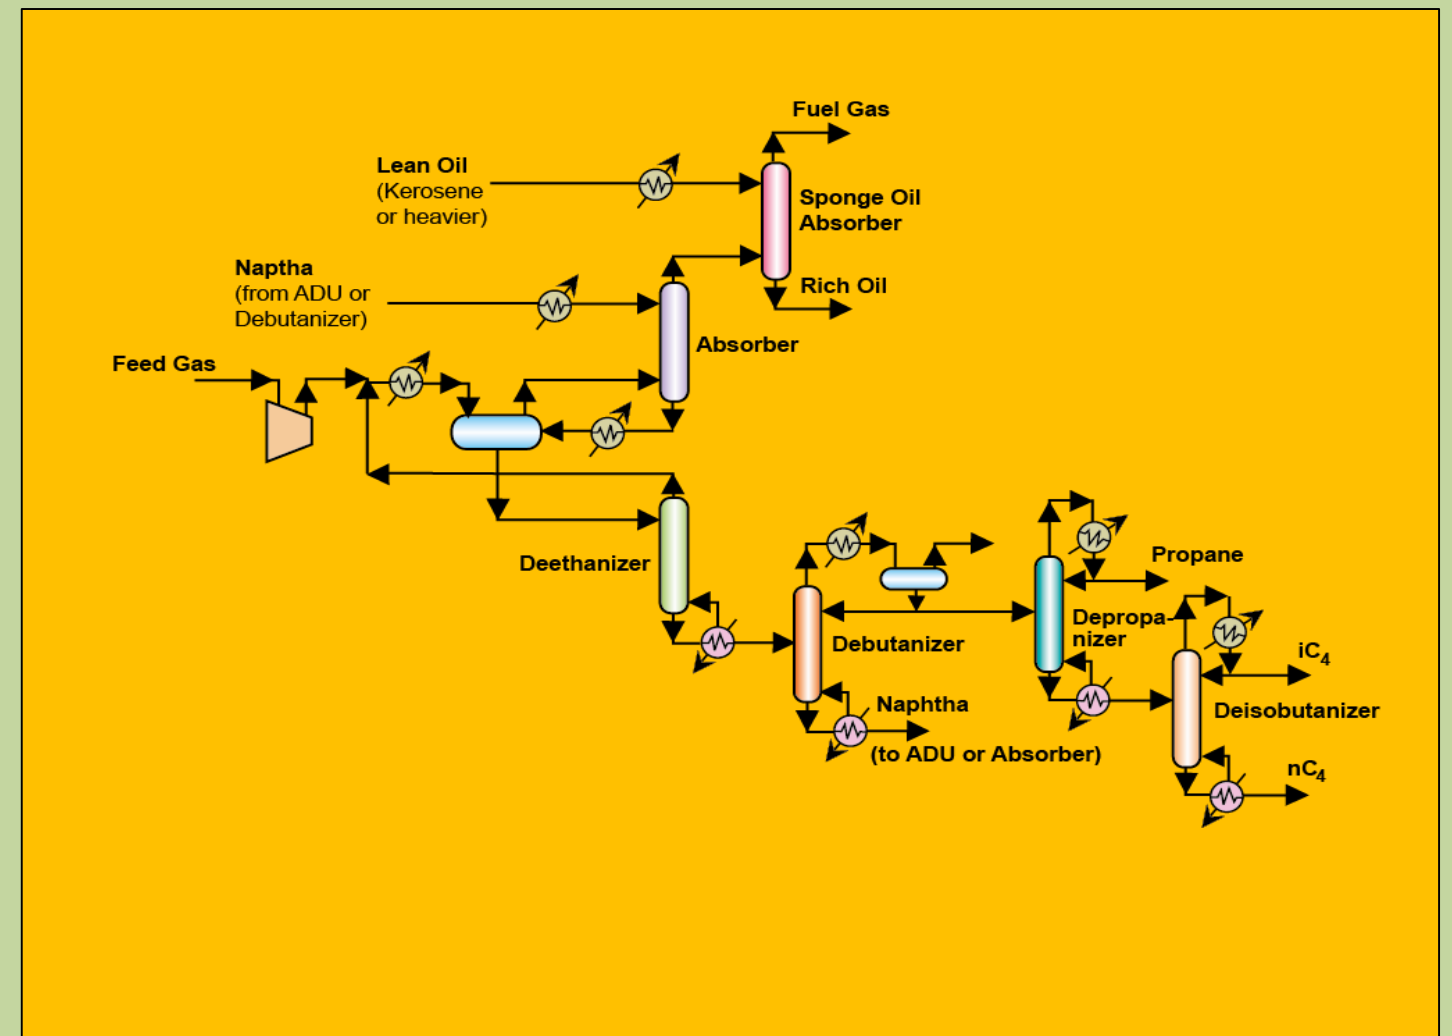 Fuel Gas
Lean Oil
(Kerosene
or heavier)
Sponge Oil
Absorber
Naptha
(from ADU or
Debutanizer)
Rich Oil
Absorber
Feed Gas
Deethanizer
Propane
Depropa-
nizer
Debutanizer
iC4
Naphtha
(to ADU or Absorber)
Deisobutanizer
nC4